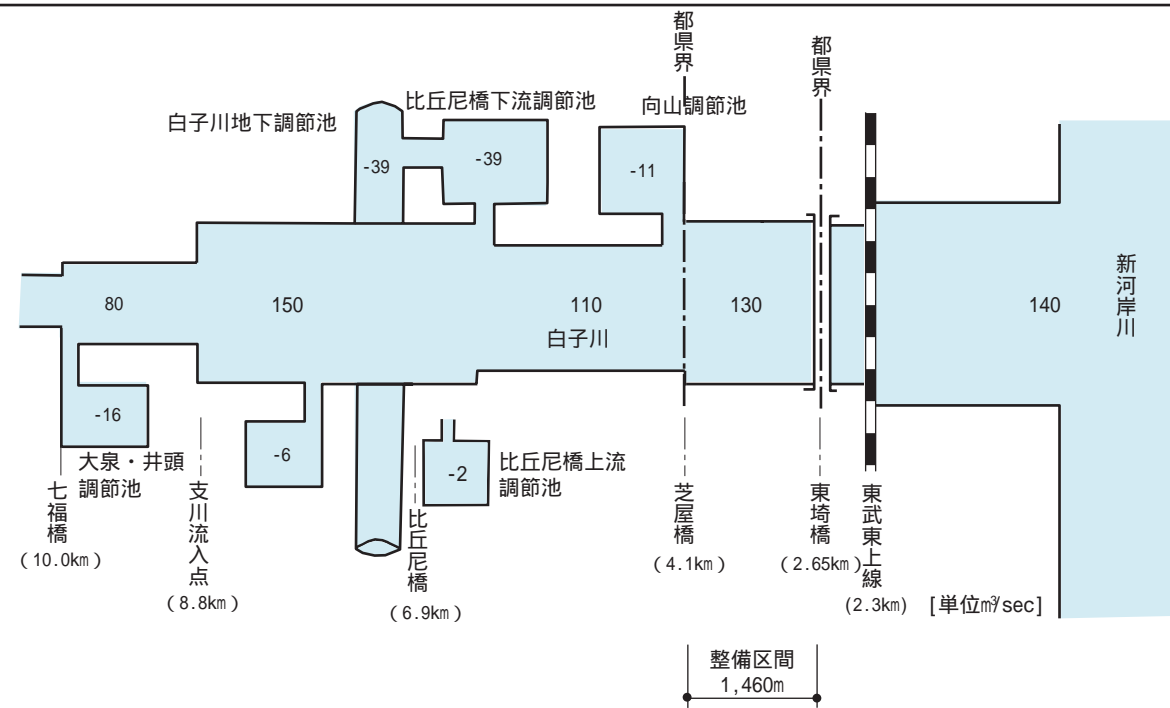 都県界
都県界
白子川地下調節池
比丘尼橋下流調節池
向山調節池
-39
-39
-11
80
150
110
白子川
130
140
新河岸川
-16
-6
-2
大泉・井頭
調節池
比丘尼橋上流
調節池
七福橋
(10.0km)
支川流入点
(8.8km)
比丘尼橋
(6.9km)
芝屋橋
(4.1km)
東埼橋
(2.65km)
東武東上線
(2.3km)
[単位m³/sec]
整備区間
1,460m